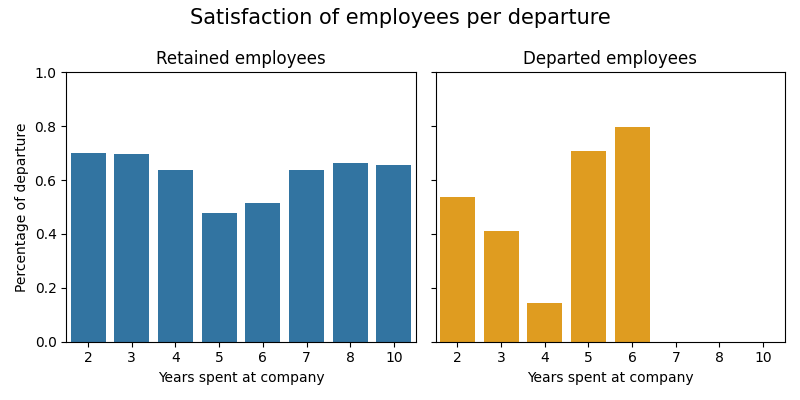 Satisfaction of employees per departure
Retained employees
Departed employees
1.0
0.8
0.6
0.4
0.2
0.0
Percentage of departure
2 3 4 5 6 7 8 10
2 3 4 5 6 7 8 10
Years spent at company
Years spent at company